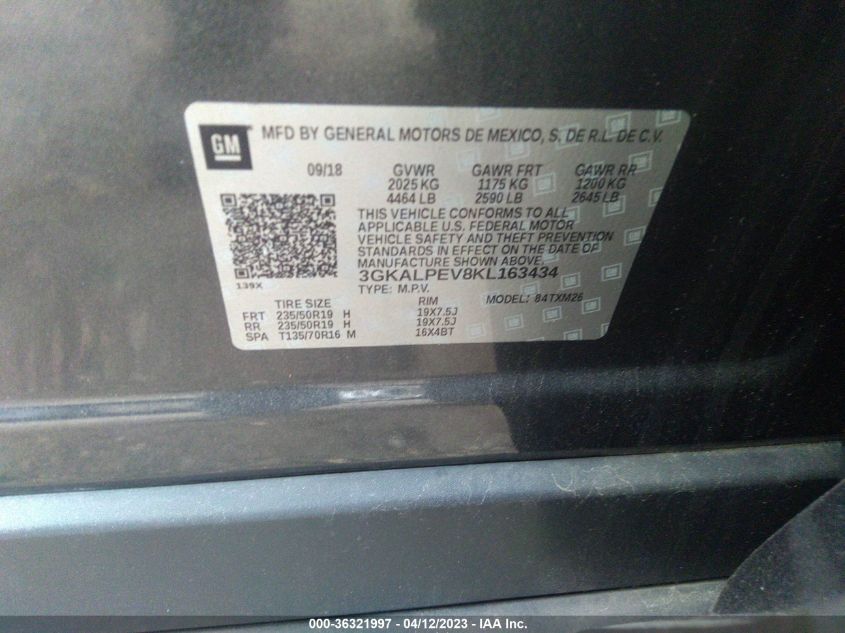 GM
MFD BY GENERAL MOTORS DE MEXICO, S. DE R.L. DE C.V.
09/18 GVWR GAWR FRT GAWR RR
2025 KG 1175 KG 1200 KG
4464 LB 2590 LB 2645 LB
THIS VEHICLE CONFORMS TO ALL
APPLICABLE U.S. FEDERAL MOTOR
VEHICLE SAFETY AND THEFT PREVENTION
STANDARDS IN EFFECT ON THE DATE OF
MANUFACTURE SHOWN ABOVE.
3GKALPEV8KL163434
139X
TYPE: M.P.V. MODEL: 84TXM26
TIRE SIZE RIM
FRT 235/50R19 H 19X7.5J
RR 235/50R19 H 19X7.5J
SPA T135/70R16 M 16X4BT
000-36321997 - 04/12/2023 - IAA Inc.